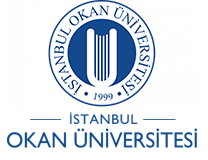 İSTANBUL OKAN ÜNİVERSİTESİ
· 1999 ·
İSTANBUL
OKAN ÜNİVERSİTESİ